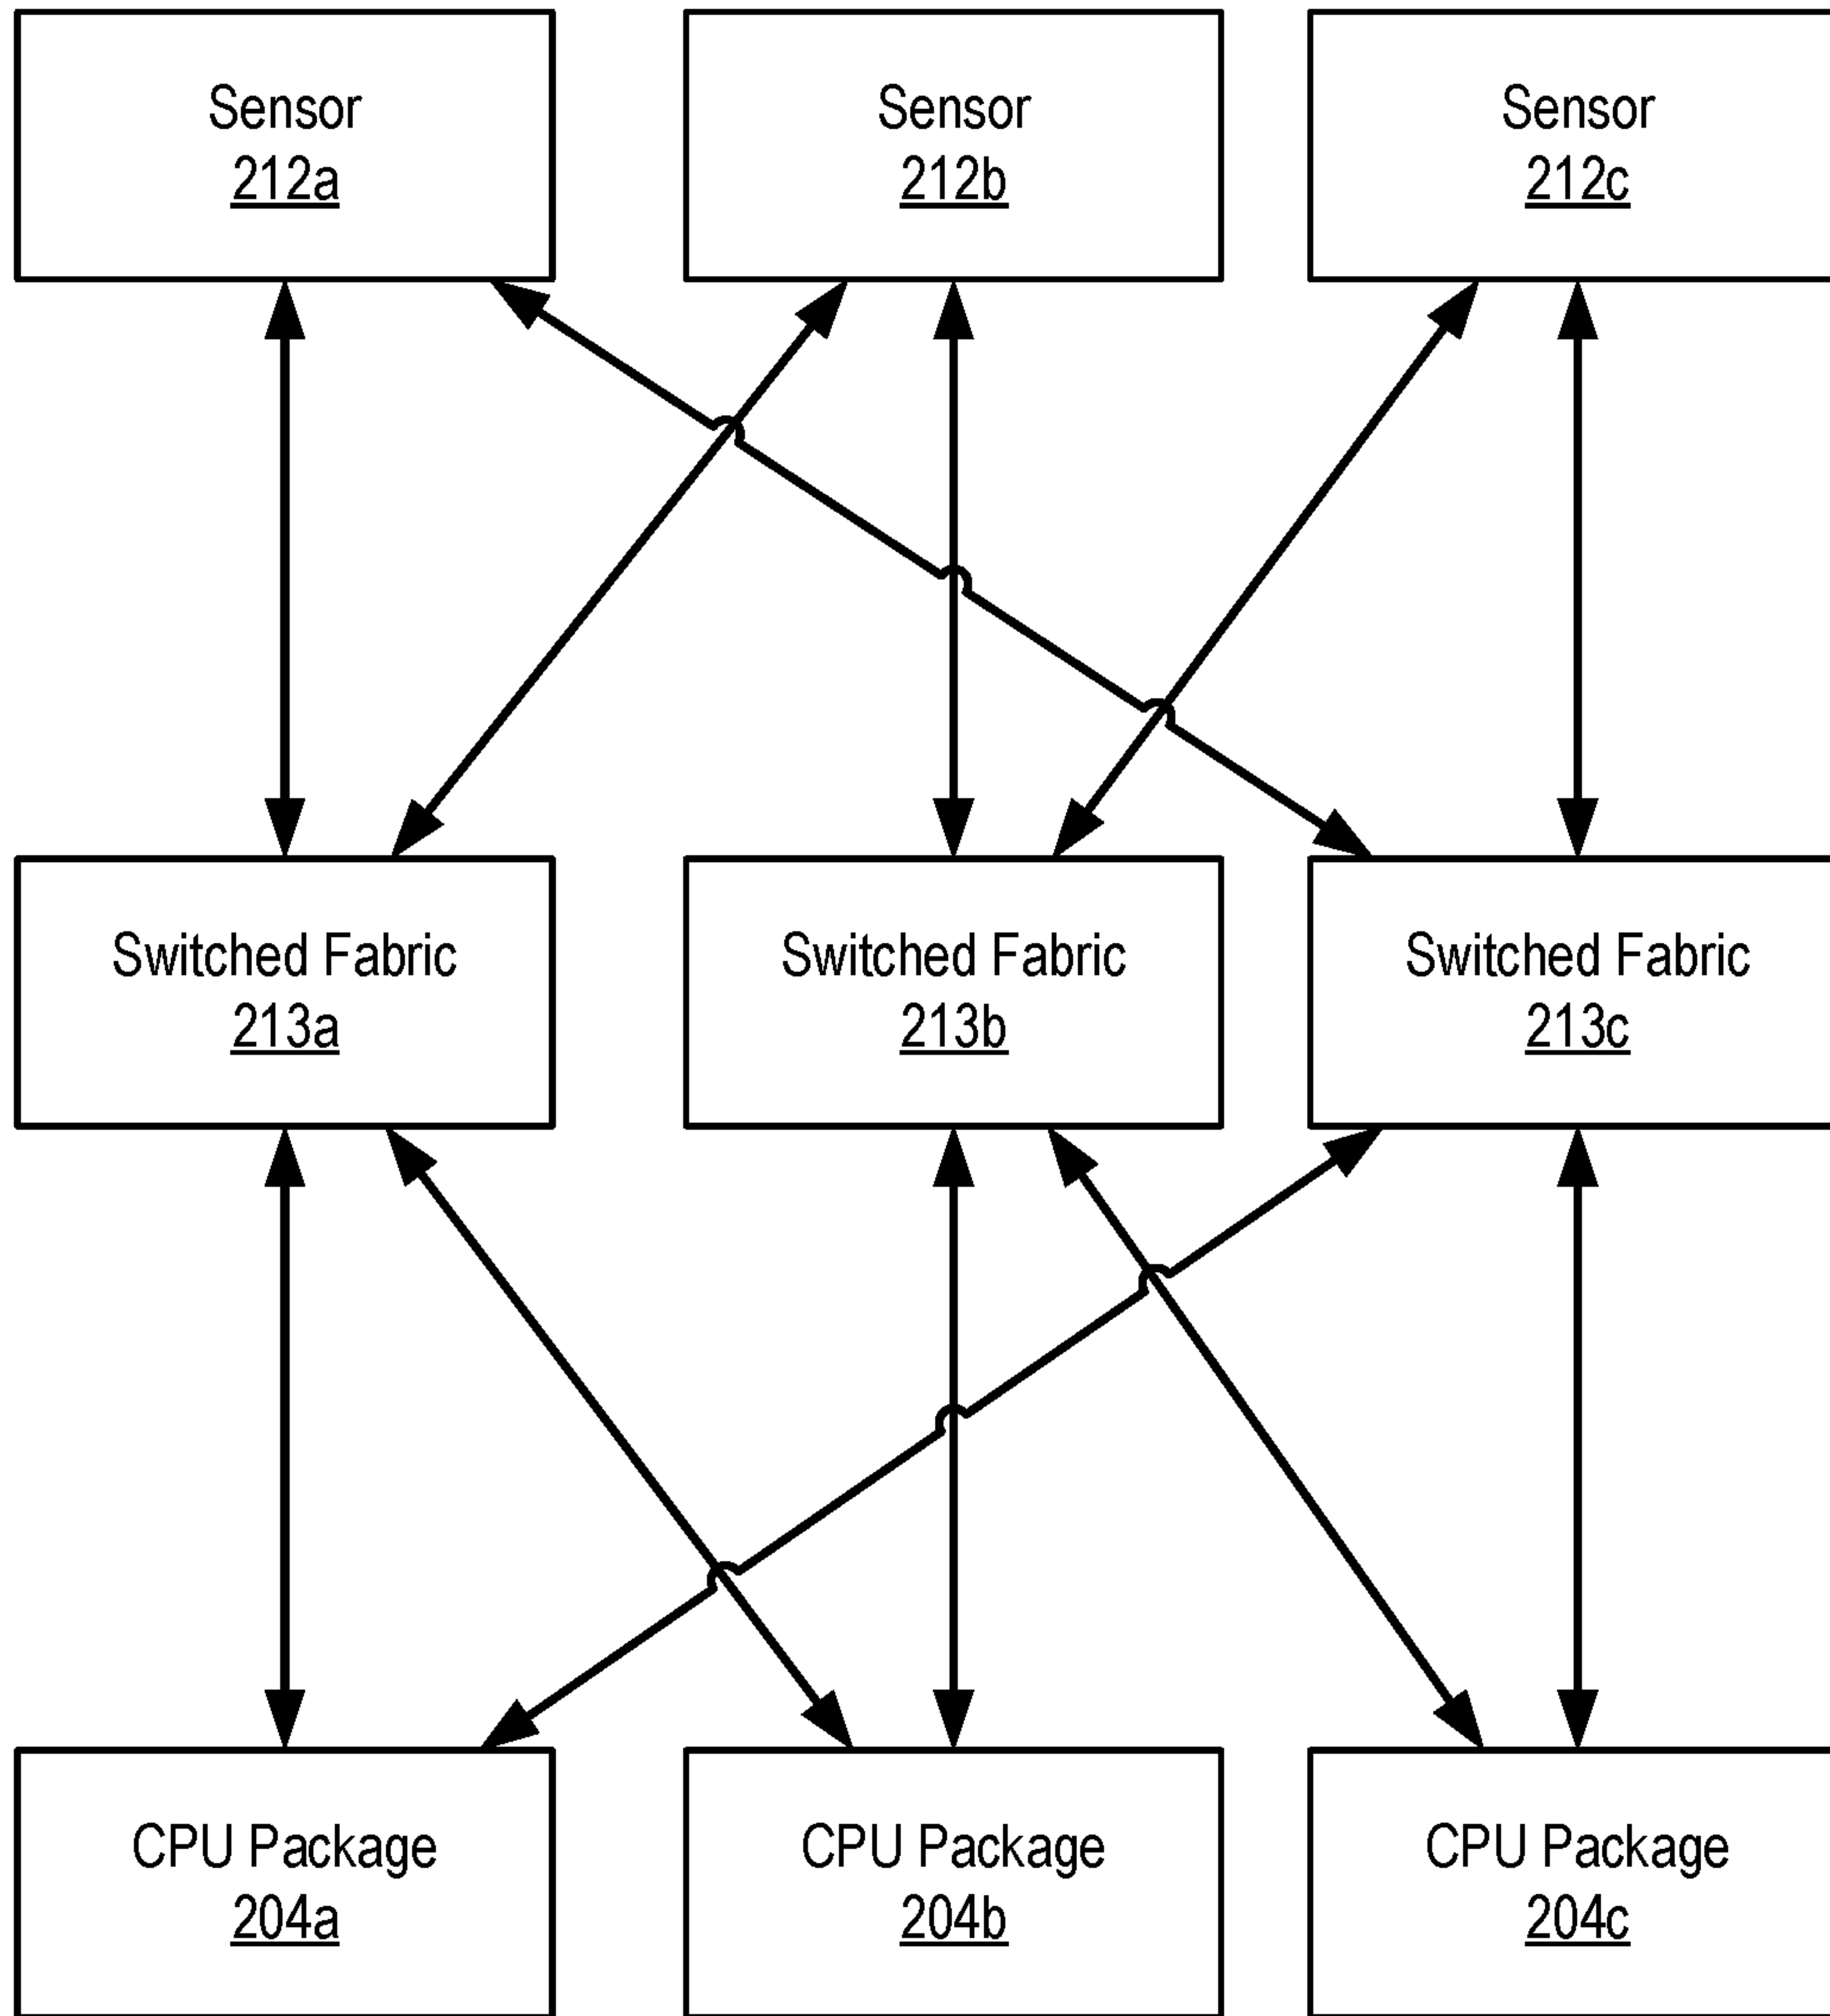 Sensor
212a
Sensor
212b
Sensor
212c
Switched Fabric
213a
Switched Fabric
213b
Switched Fabric
213c
CPU Package
204a
CPU Package
204b
CPU Package
204c